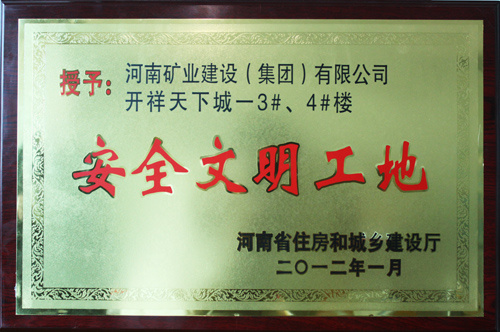 授予：河南矿业建设（集团）有限公司
开祥天下城一3#、4#楼
安全文明工地
河南省住房和城乡建设厅
二〇一二年一月